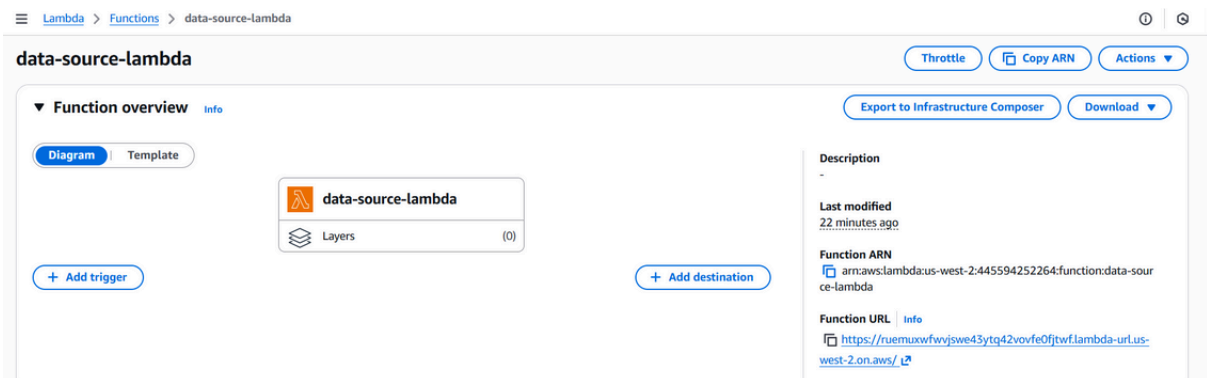 Lambda > Functions > data-source-lambda
data-source-lambda
Throttle
Copy ARN
Actions
Function overview Info
Export to Infrastructure Composer
Download
Diagram | Template
data-source-lambda
Layers (0)
+ Add trigger
+ Add destination
Description
-
Last modified
22 minutes ago
Function ARN
arn:aws:lambda:us-west-2:445594252264:function:data-sour
ce-lambda
Function URL | Info
https://ruemuxwfwvjswe43ytq42vovfe0fjtwf.lambda-url.us-
west-2.on.aws/